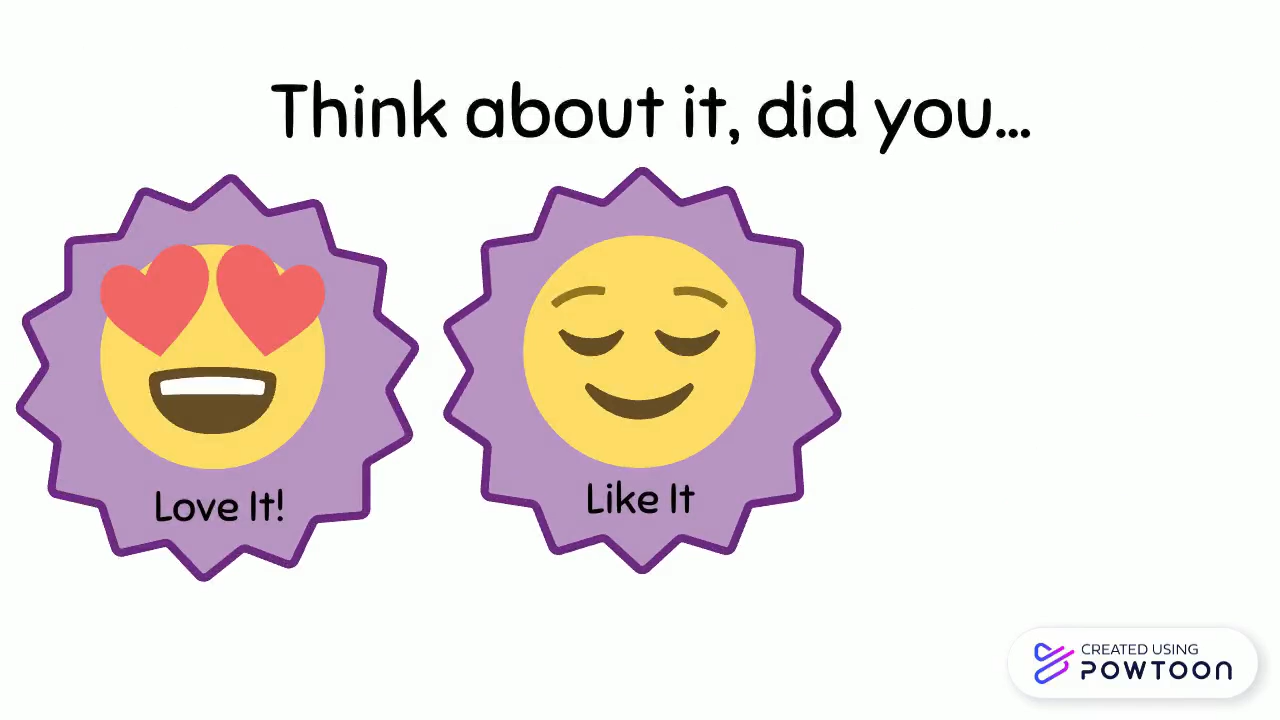 Think about it, did you...
Love It!
Like It
CREATED USING
POWTOON